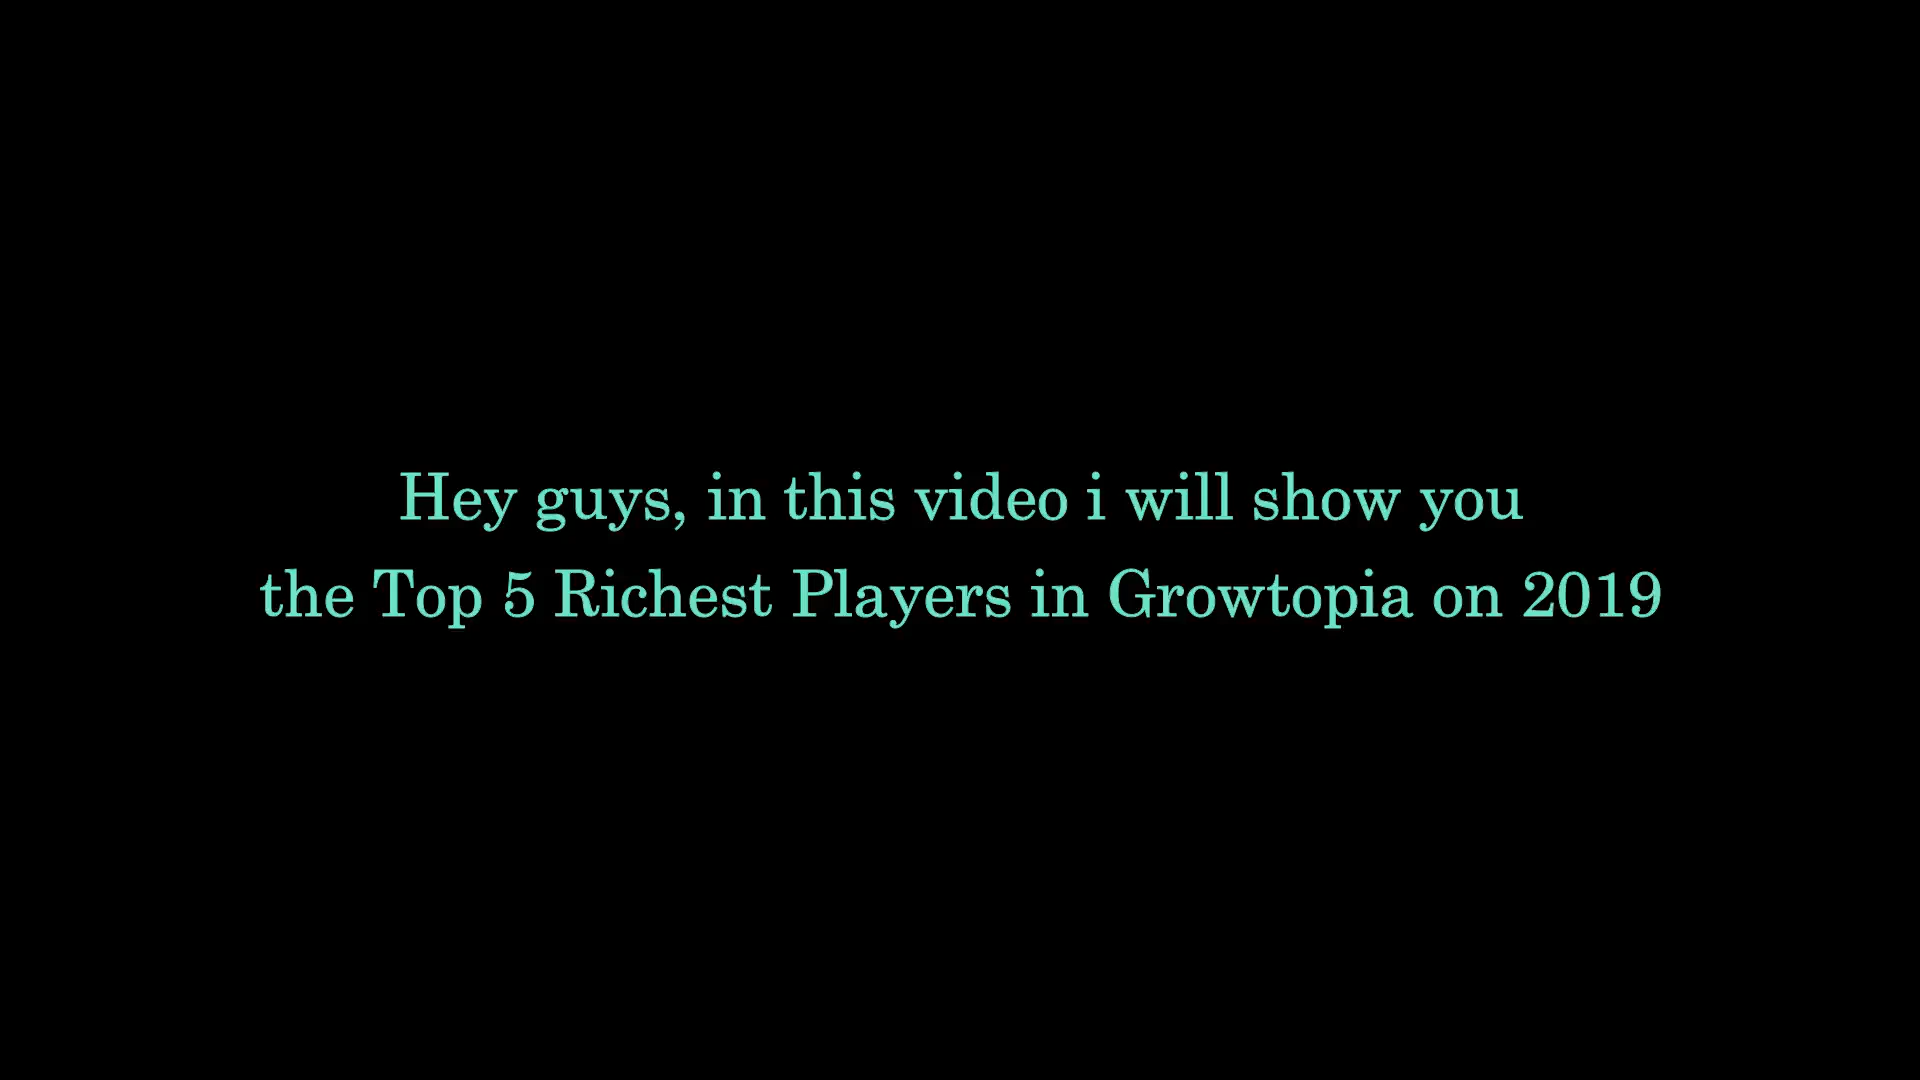 Hey guys, in this video i will show you
the Top 5 Richest Players in Growtopia on 2019